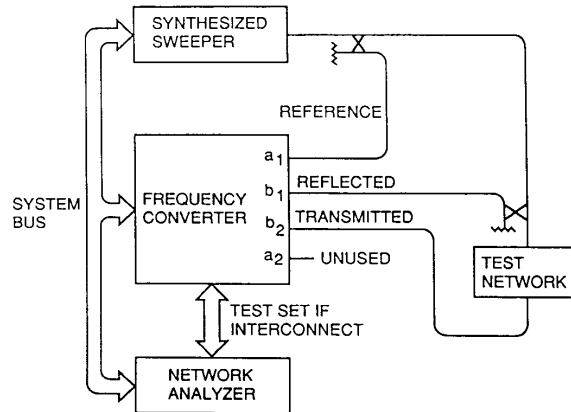 SYNTHESIZED
SWEEPER
REFERENCE
a1
b1
REFLECTED
SYSTEM
BUS
FREQUENCY
CONVERTER
b2
TRANSMITTED
a2
UNUSED
TEST
NETWORK
TEST SET IF
INTERCONNECT
NETWORK
ANALYZER